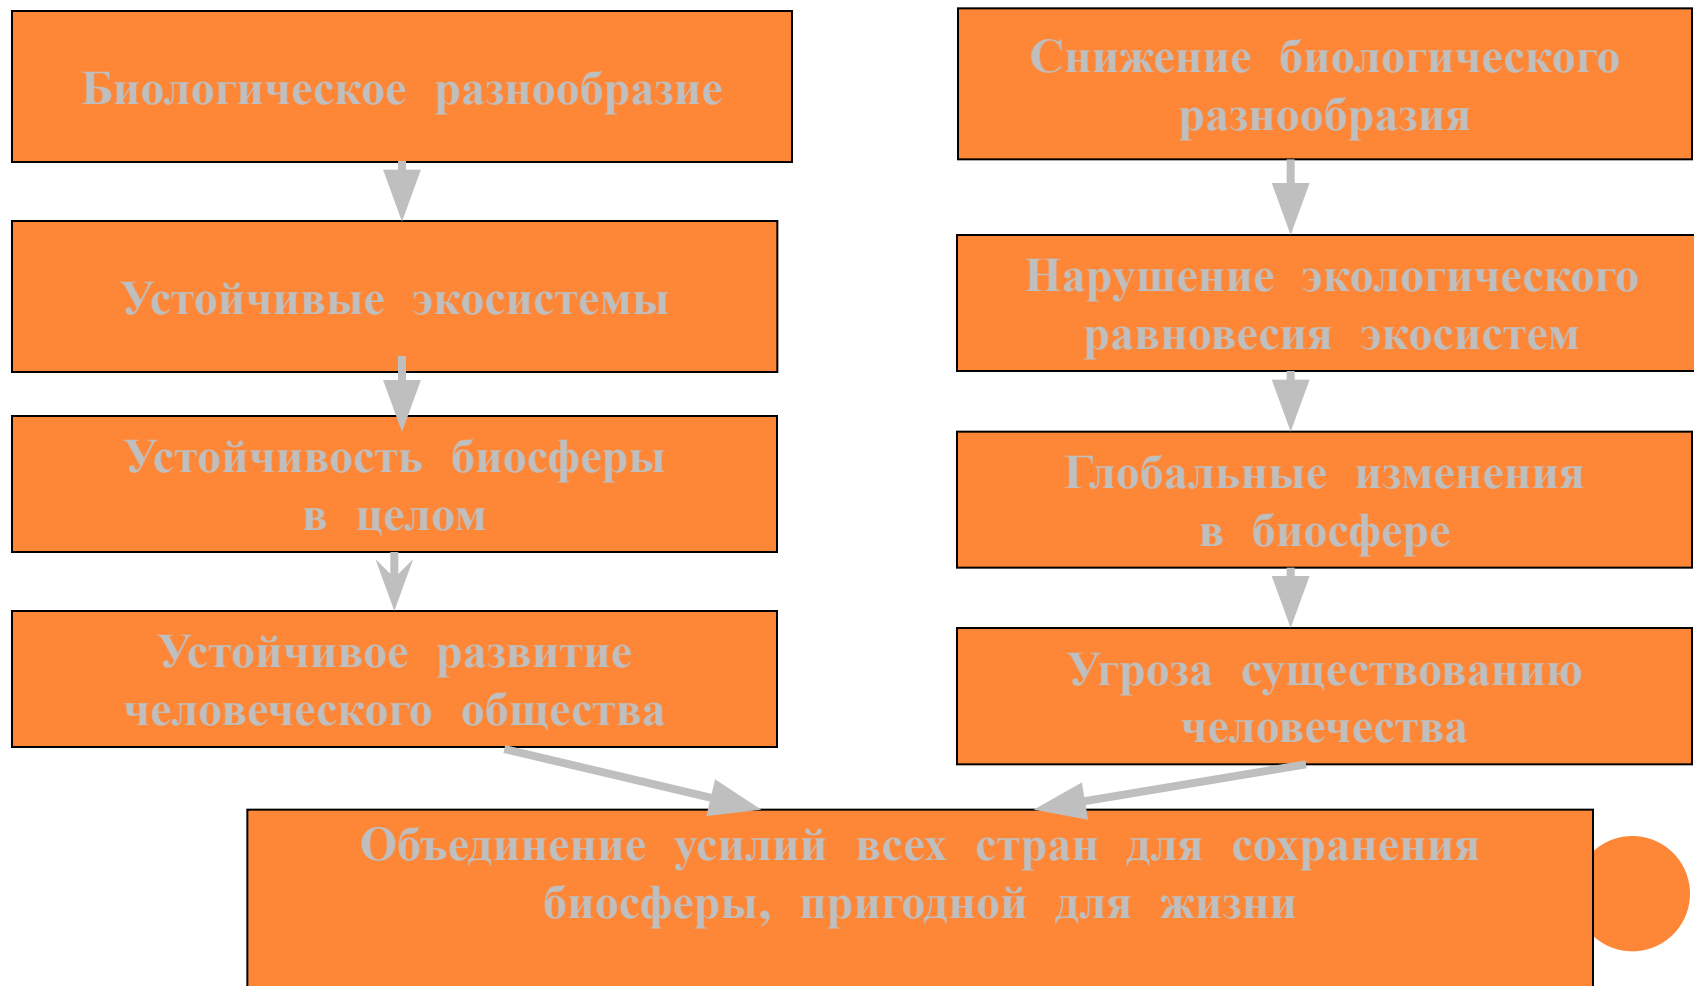 Биологическое разнообразие
Устойчивые экосистемы
Устойчивость биосферы
в целом
Устойчивое развитие
человеческого общества
Снижение биологического
разнообразия
Нарушение экологического
равновесия экосистем
Глобальные изменения
в биосфере
Угроза существованию
человечества
Объединение усилий всех стран для сохранения
биосферы, пригодной для жизни